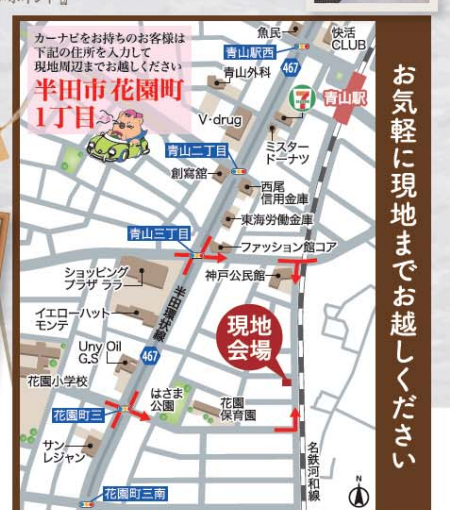 カーナビをお持ちのお客様は
下記の住所を入力して
現地周辺までお越しください
半田市 花園町
1丁目
お気軽に現地までお越しください
魚民
快活
CLUB
青山駅西
467
青山外科
青山駅
7
V・drug
ミスター
ドーナツ
青山二丁目
創寫舘
西尾
信用金庫
東海労働金庫
青山三丁目
ファッション館コア
ショッピング
プラザ ララ
神戸公民館
半田環状線
イエローハット
モンテ
現地
会場
Uny Oil
G.S
467
花園小学校
はさま
公園
花園
保育園
花園町三
サン
レジャン
名鉄河和線
花園町三南
N